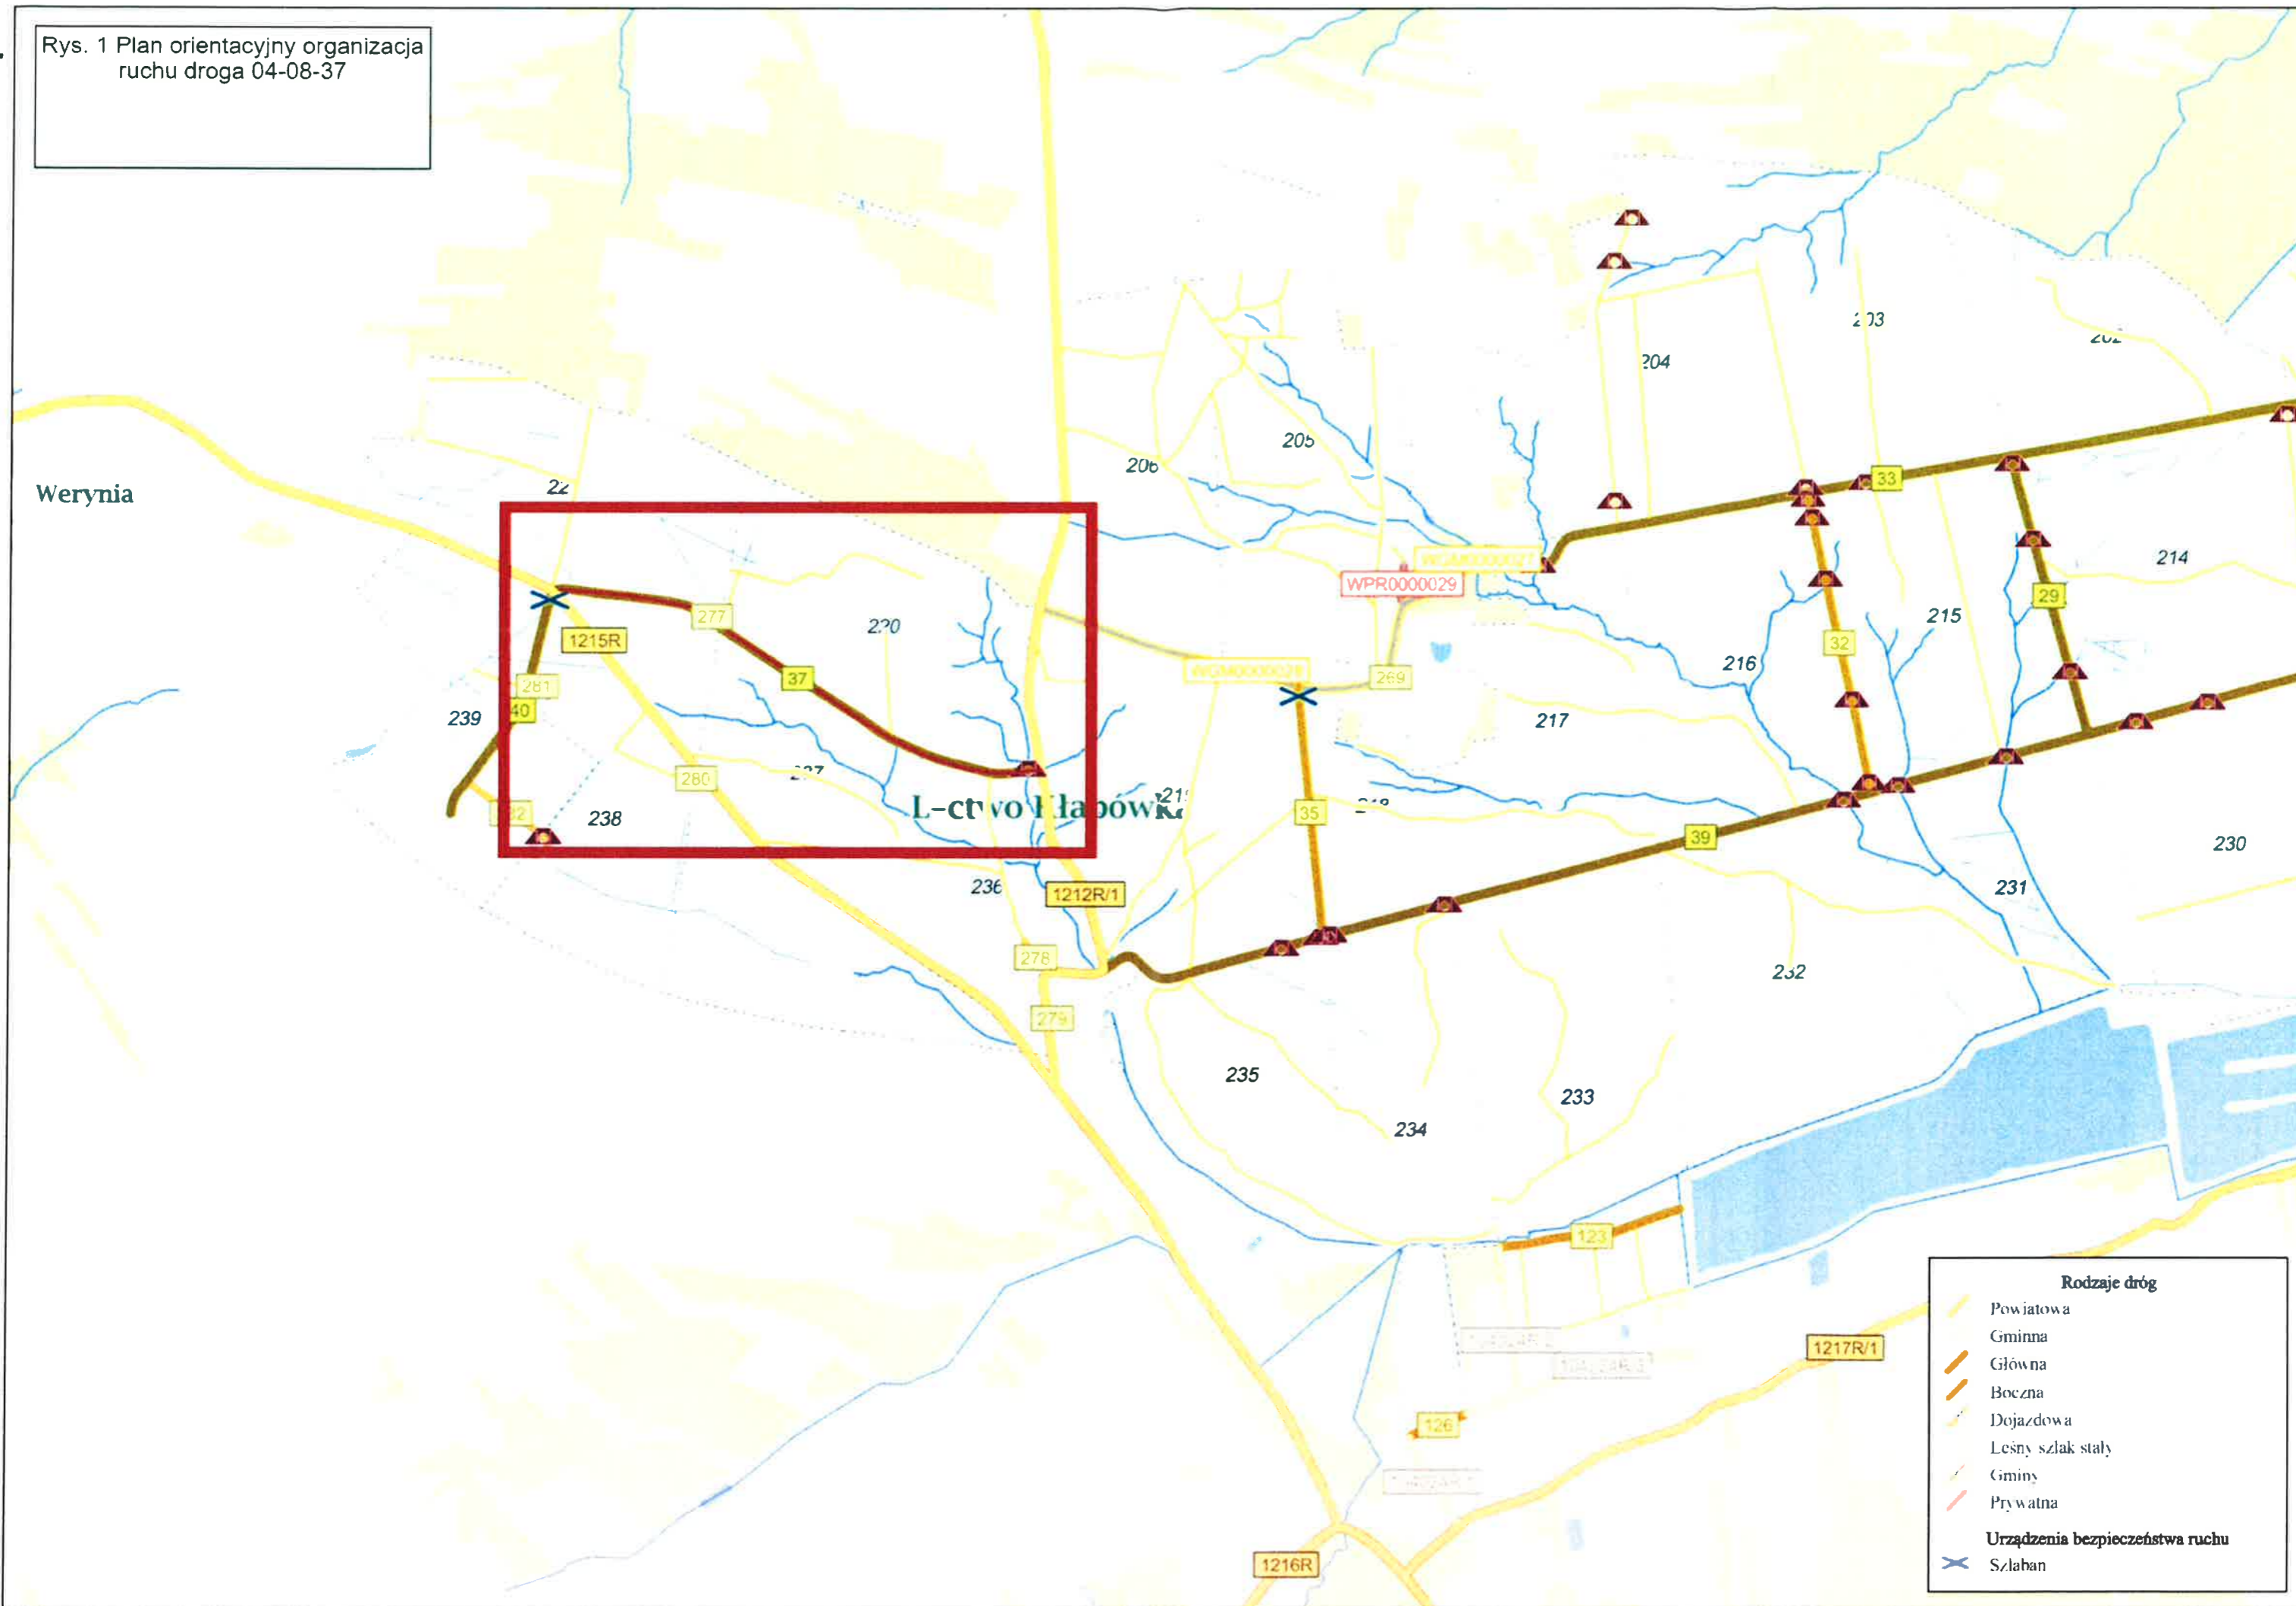 Rys. 1 Plan orientacyjny organizacja
ruchu droga 04-08-37
203
204
205
206
33
Werynia
22
214
WPR0000029
29
277
220
215
1215R
32
216
37
281
269
40
239
217
280
35
238
L-ctwo Kłapówka
39
230
236
1212R/1
231
278
232
279
235
233
234
123
Rodzaje dróg
Powiatowa
Gminna
Główna
Boczna
Dojazdowa
Leśny szlak stały
Gminy
Prywatna
Urządzenia bezpieczeństwa ruchu
Szlaban
1217R/1
126
1216R